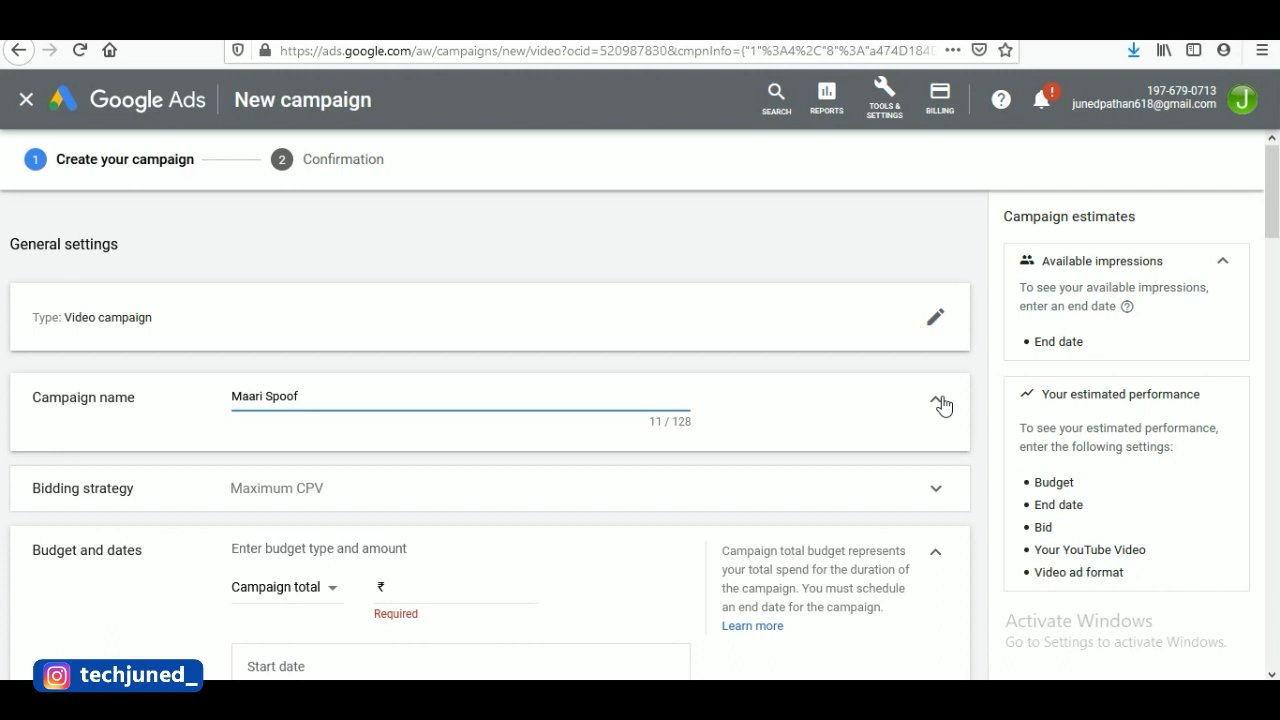 https://ads.google.com/aw/campaigns/new/video?ocid=520987830&cmpnInfo={"1"%3A4%2C"8"%3A"a474D184
Google Ads
New campaign
SEARCH
REPORTS
TOOLS & SETTINGS
BILLING
197-679-0713
junedpathan618@gmail.com
J
1 Create your campaign
2 Confirmation
General settings
Type: Video campaign
Campaign name
Maari Spoof
11 / 128
Bidding strategy
Maximum CPV
Budget and dates
Enter budget type and amount
Campaign total
₹
Required
Campaign total budget represents
your total spend for the duration of
the campaign. You must schedule
an end date for the campaign.
Learn more
Start date
Campaign estimates
Available impressions
To see your available impressions,
enter an end date
• End date
Your estimated performance
To see your estimated performance,
enter the following settings:
• Budget
• End date
• Bid
• Your YouTube Video
• Video ad format
Activate Windows
Go to Settings to activate Windows.
techjuned_